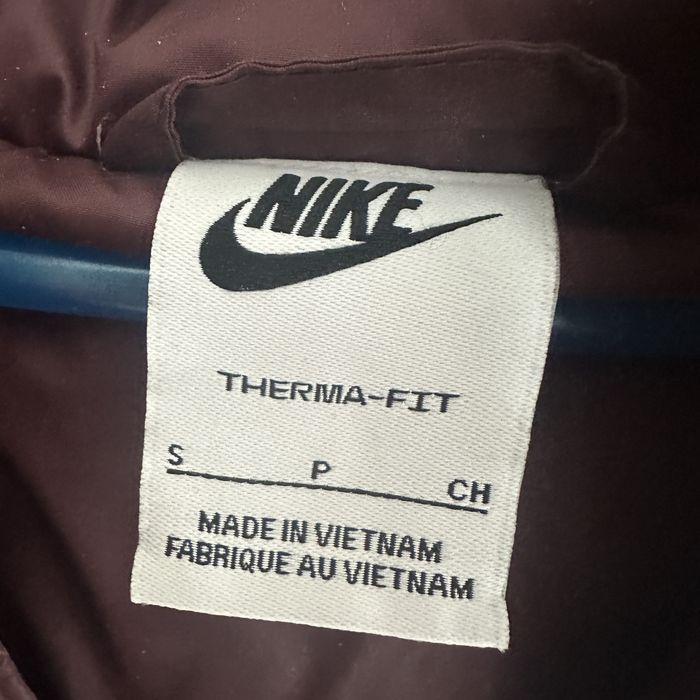 NIKE
THERMA-FIT
S P CH
MADE IN VIETNAM
FABRIQUE AU VIETNAM